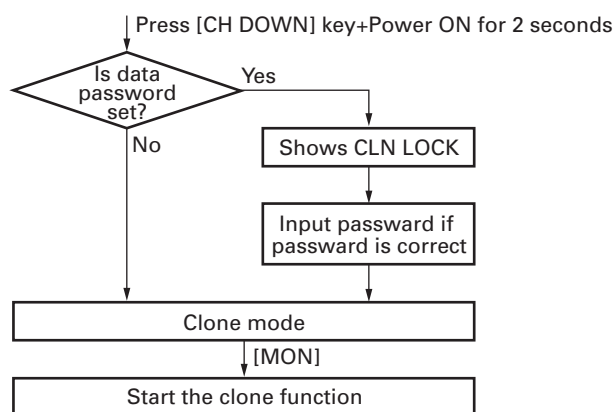 Press [CH DOWN] key+Power ON for 2 seconds
Is data
password
set?
Yes
No
Shows CLN LOCK
Input passward if
passward is correct
Clone mode
[MON]
Start the clone function